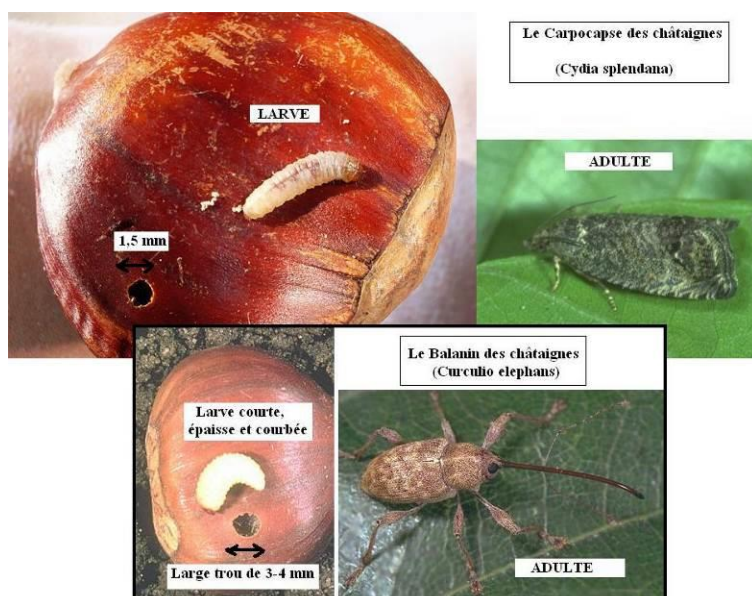 Le Carpocapse des châtaignes
(Cydia splendana)
LARVE
ADULTE
1,5 mm
Le Balanin des châtaignes
(Curculio elephans)
Larve courte,
épaisse et courbée
Large trou de 3-4 mm
ADULTE